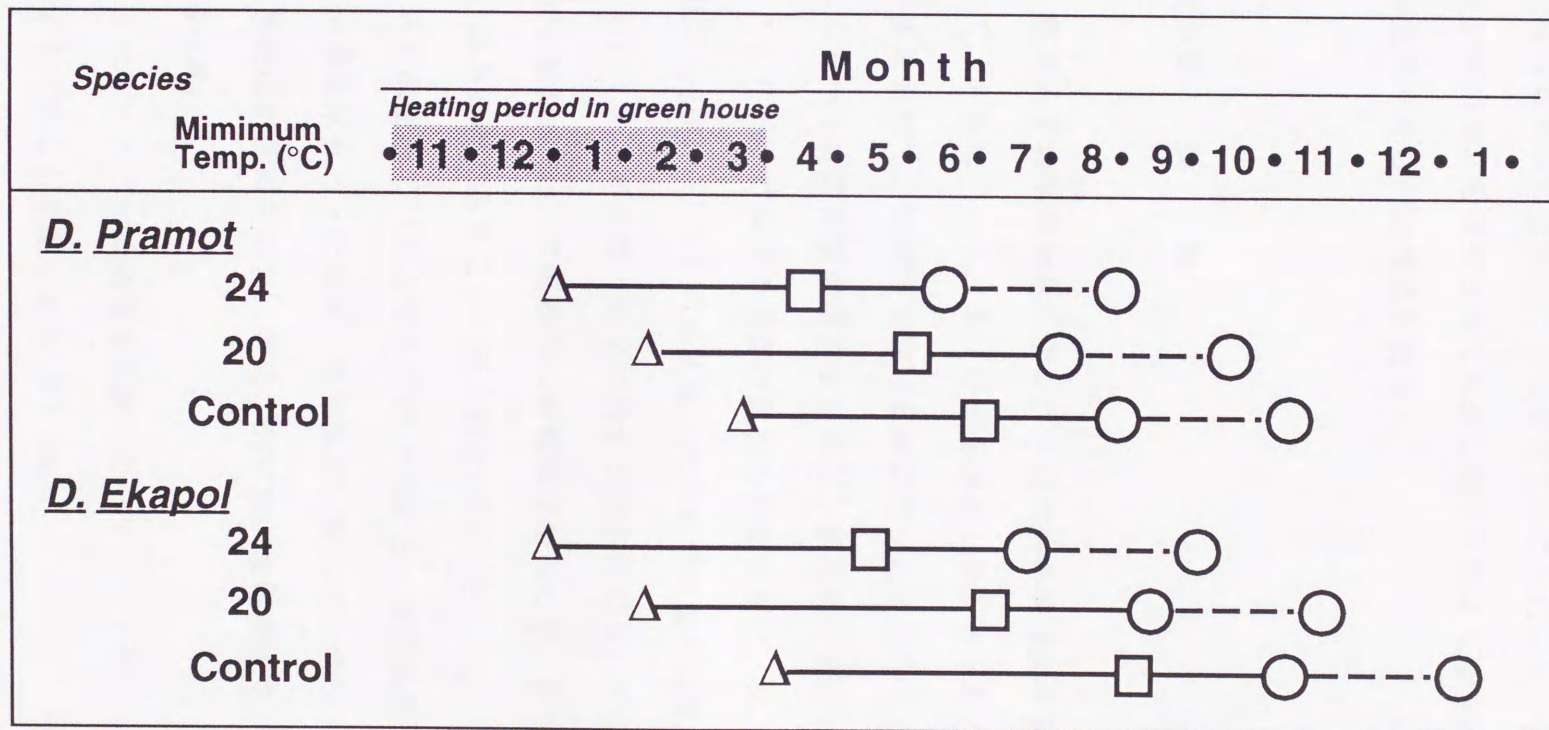 Species
Month
Heating period in green house
Mimimum
Temp. (°C)
• 11 • 12 • 1 • 2 • 3 • 4 • 5 • 6 • 7 • 8 • 9 • 10 • 11 • 12 • 1 •
D. Pramot
24
20
Control
D. Ekapol
24
20
Control